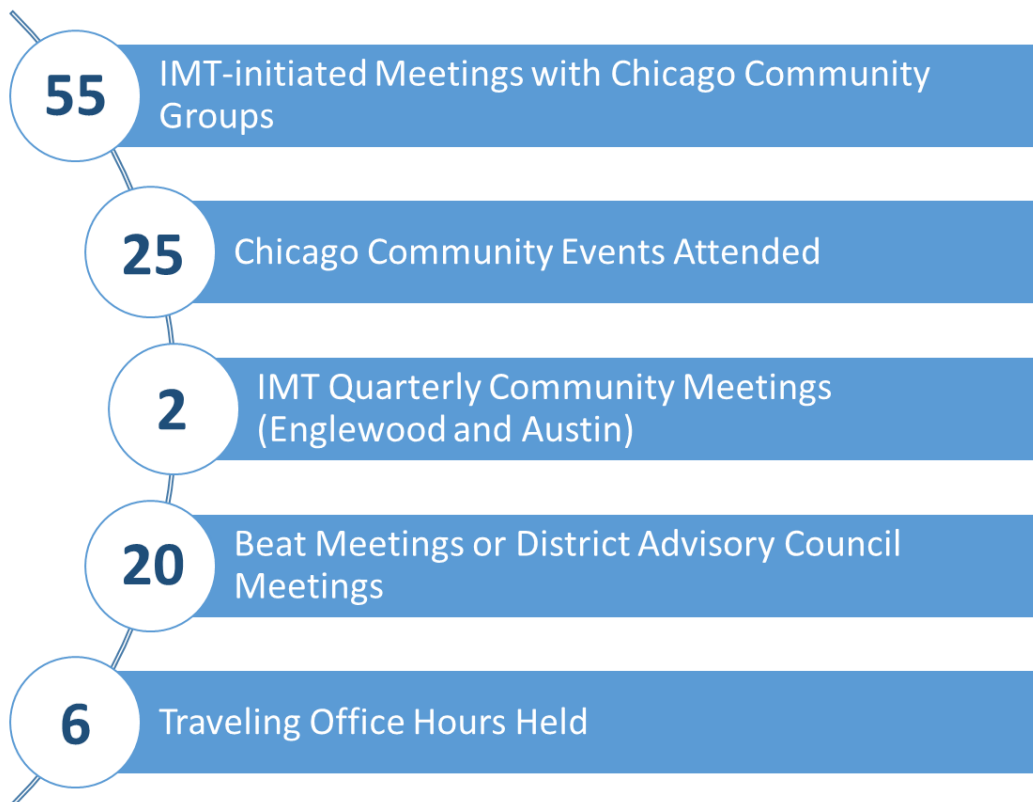 55
IMT-initiated Meetings with Chicago Community
Groups
25
Chicago Community Events Attended
2
IMT Quarterly Community Meetings
(Englewood and Austin)
20
Beat Meetings or District Advisory Council
Meetings
6
Traveling Office Hours Held